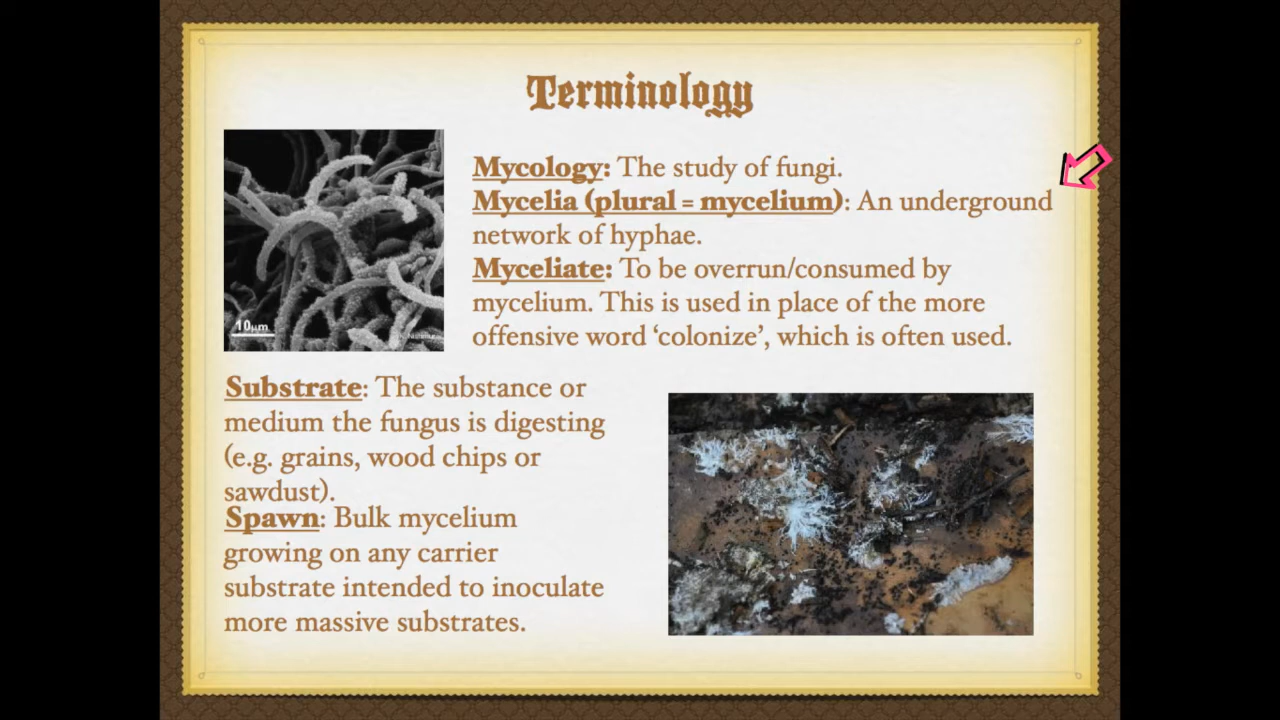 Terminology
Mycology: The study of fungi.
Mycelia (plural = mycelium): An underground
network of hyphae.
Myceliate: To be overrun/consumed by
mycelium. This is used in place of the more
offensive word ‘colonize’, which is often used.
10µm
Substrate: The substance or
medium the fungus is digesting
(e.g. grains, wood chips or
sawdust).
Spawn: Bulk mycelium
growing on any carrier
substrate intended to inoculate
more massive substrates.